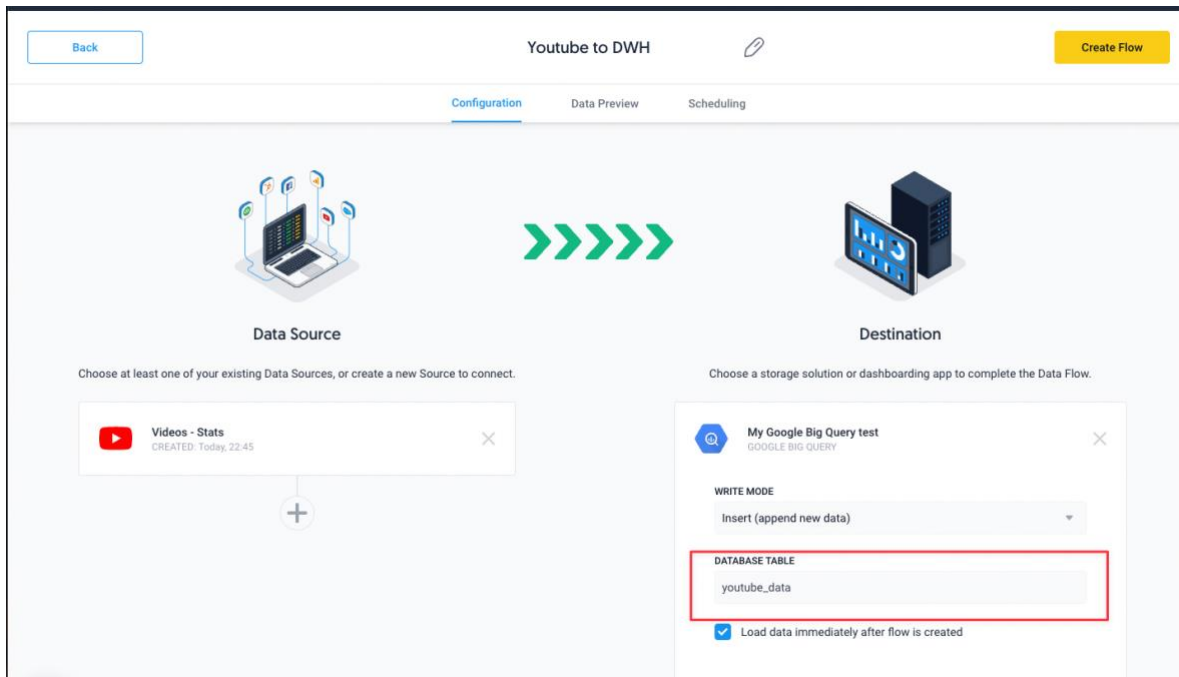 Back
Youtube to DWH
Create Flow
Configuration
Data Preview
Scheduling
Data Source
Choose at least one of your existing Data Sources, or create a new Source to connect.
Videos - Stats
CREATED: Today, 22:45
Destination
Choose a storage solution or dashboarding app to complete the Data Flow.
My Google Big Query test
GOOGLE BIG QUERY
WRITE MODE
Insert (append new data)
DATABASE TABLE
youtube_data
Load data immediately after flow is created